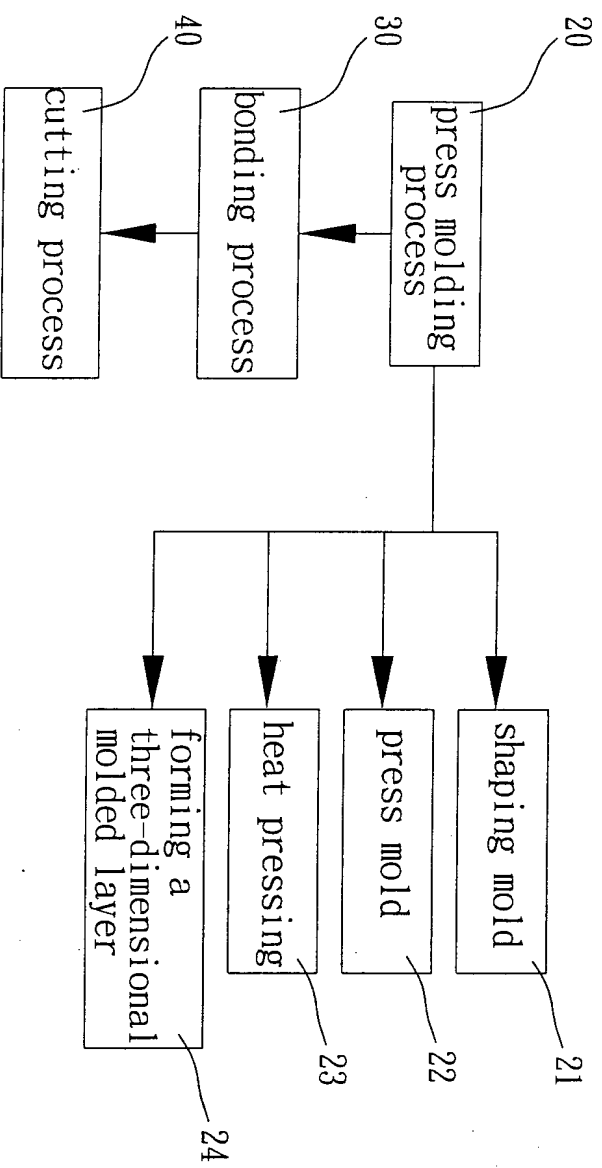 20
press molding
process
30
bonding process
40
cutting process
shaping mold
21
press mold
22
heat pressing
23
forming a
three-dimensional
molded layer
24